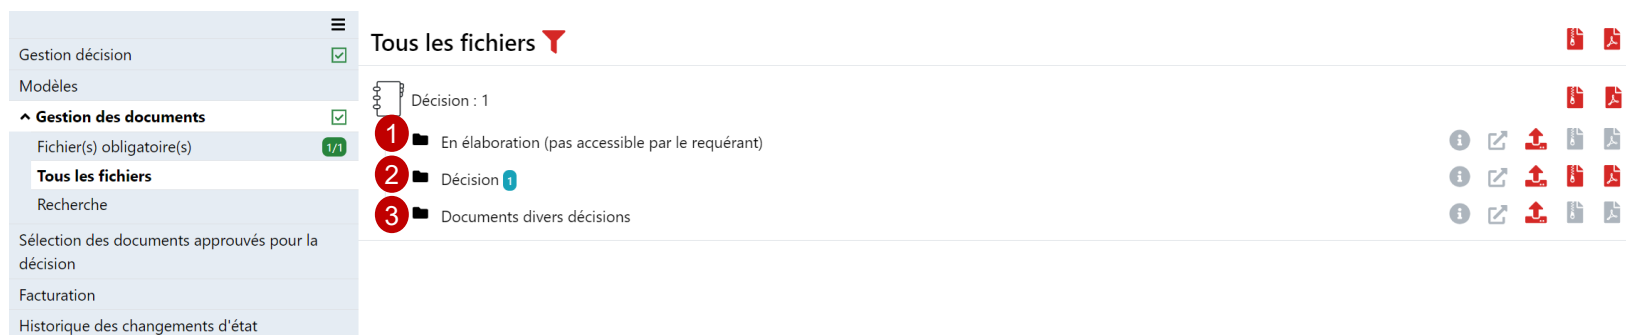 Gestion décision
Modèles
Gestion des documents
Fichier(s) obligatoire(s) 1/1
Tous les fichiers
Recherche
Sélection des documents approuvés pour la
décision
Facturation
Historique des changements d'état
Tous les fichiers
Décision : 1
1 En élaboration (pas accessible par le requérant)
2 Décision 1
3 Documents divers décisions